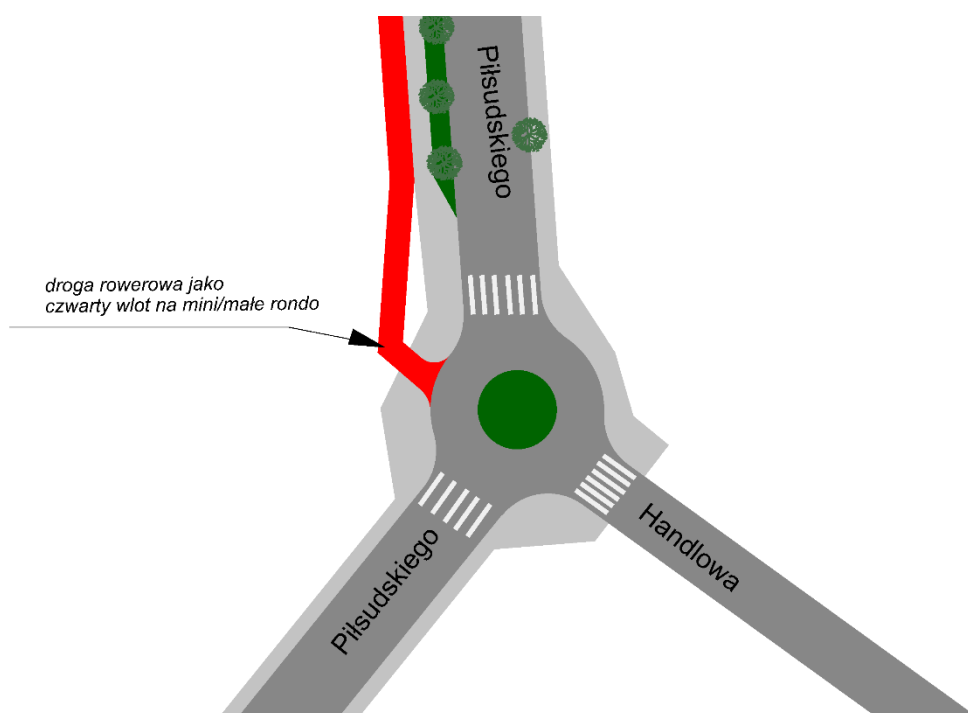 Piłsudskiego
droga rowerowa jako
czwarty wlot na mini/małe rondo
Piłsudskiego
Handlowa